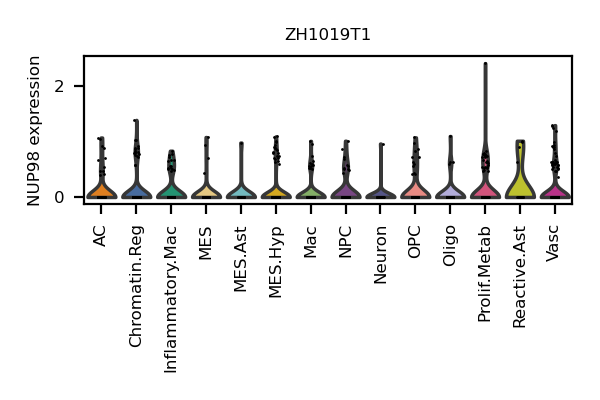 ZH1019T1
NUP98 expression
2
0
AC
Chromatin.Reg
Inflammatory.Mac
MES
MES.Ast
MES.Hyp
Mac
NPC
Neuron
OPC
Oligo
Prolif.Metab
Reactive.Ast
Vasc